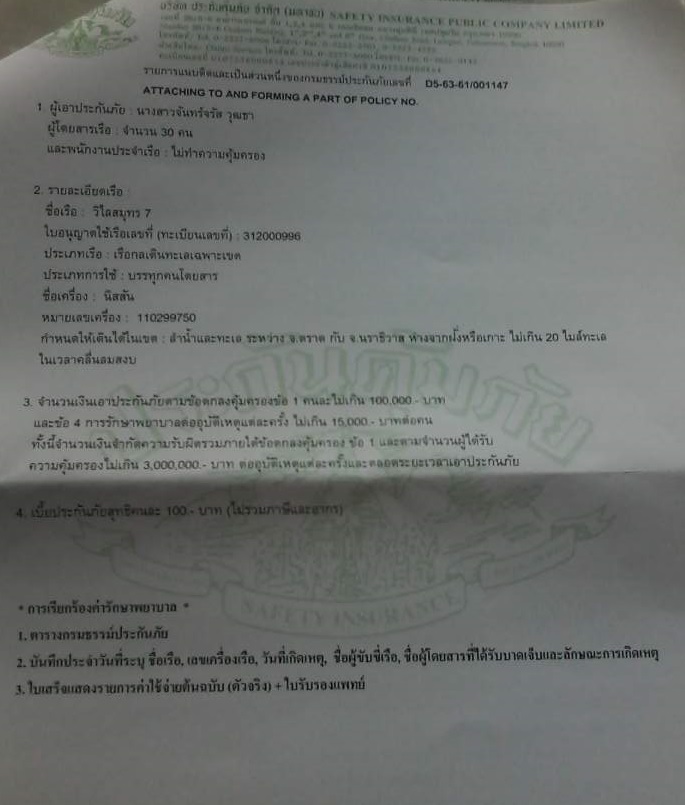 บริษัท ประกันคุ้มภัย จำกัด (มหาชน) SAFETY INSURANCE PUBLIC COMPANY LIMITED
รายการแนบติดและเป็นส่วนหนึ่งของกรมธรรม์ประกันภัยเลขที่ D5-63-61/001147
ATTACHING TO AND FORMING A PART OF POLICY NO.
1. ผู้เอาประกันภัย : นางสาวจันทร์จรัส วุฒชา
ผู้โดยสารเรือ : จำนวน 30 คน
และพนักงานประจำเรือ : ไม่ทำความคุ้มครอง
2. รายละเอียดเรือ :
ชื่อเรือ : วิไลสมุทร 7
ใบอนุญาตใช้เรือเลขที่ (ทะเบียนเลขที่) : 312000996
ประเภทเรือ : เรือกลเดินทะเลเฉพาะเขต
ประเภทการใช้ : บรรทุกคนโดยสาร
ชื่อเครื่อง : นิสสัน
หมายเลขเครื่อง : 110299750
กำหนดให้เดินได้ในเขต : ลำน้ำและทะเล ระหว่าง จ.ตราด กับ จ.นราธิวาส ห่างจากฝั่งหรือเกาะ ไม่เกิน 20 ไมล์ทะเล
ในเวลาคลื่นลมสงบ
3. จำนวนเงินเอาประกันภัยตามข้อตกลงคุ้มครองข้อ 1 คนละไม่เกิน 100,000.- บาท
และข้อ 4 การรักษาพยาบาลต่ออุบัติเหตุแต่ละครั้ง ไม่เกิน 15,000.- บาทต่อคน
ทั้งนี้จำนวนเงินจำกัดความรับผิดรวมภายใต้ข้อตกลงคุ้มครอง ข้อ 1 และตามจำนวนผู้ได้รับ
ความคุ้มครองไม่เกิน 3,000,000.- บาท ต่ออุบัติเหตุแต่ละครั้งและตลอดระยะเวลาเอาประกันภัย
ประกันคุ้มภัย
4. เบี้ยประกันภัยสุทธิคนละ 100.- บาท (ไม่รวมภาษีและอากร)
SAFETY INSURANCE
* การเรียกร้องค่ารักษาพยาบาล *
1. ตารางกรมธรรม์ประกันภัย
2. บันทึกประจำวันที่ระบุ ชื่อเรือ, เลขเครื่องเรือ, วันที่เกิดเหตุ, ชื่อผู้ขับขี่เรือ, ชื่อผู้โดยสารที่ได้รับบาดเจ็บและลักษณะการเกิดเหตุ
3. ใบเสร็จแสดงรายการค่าใช้จ่ายต้นฉบับ (ตัวจริง) + ใบรับรองแพทย์